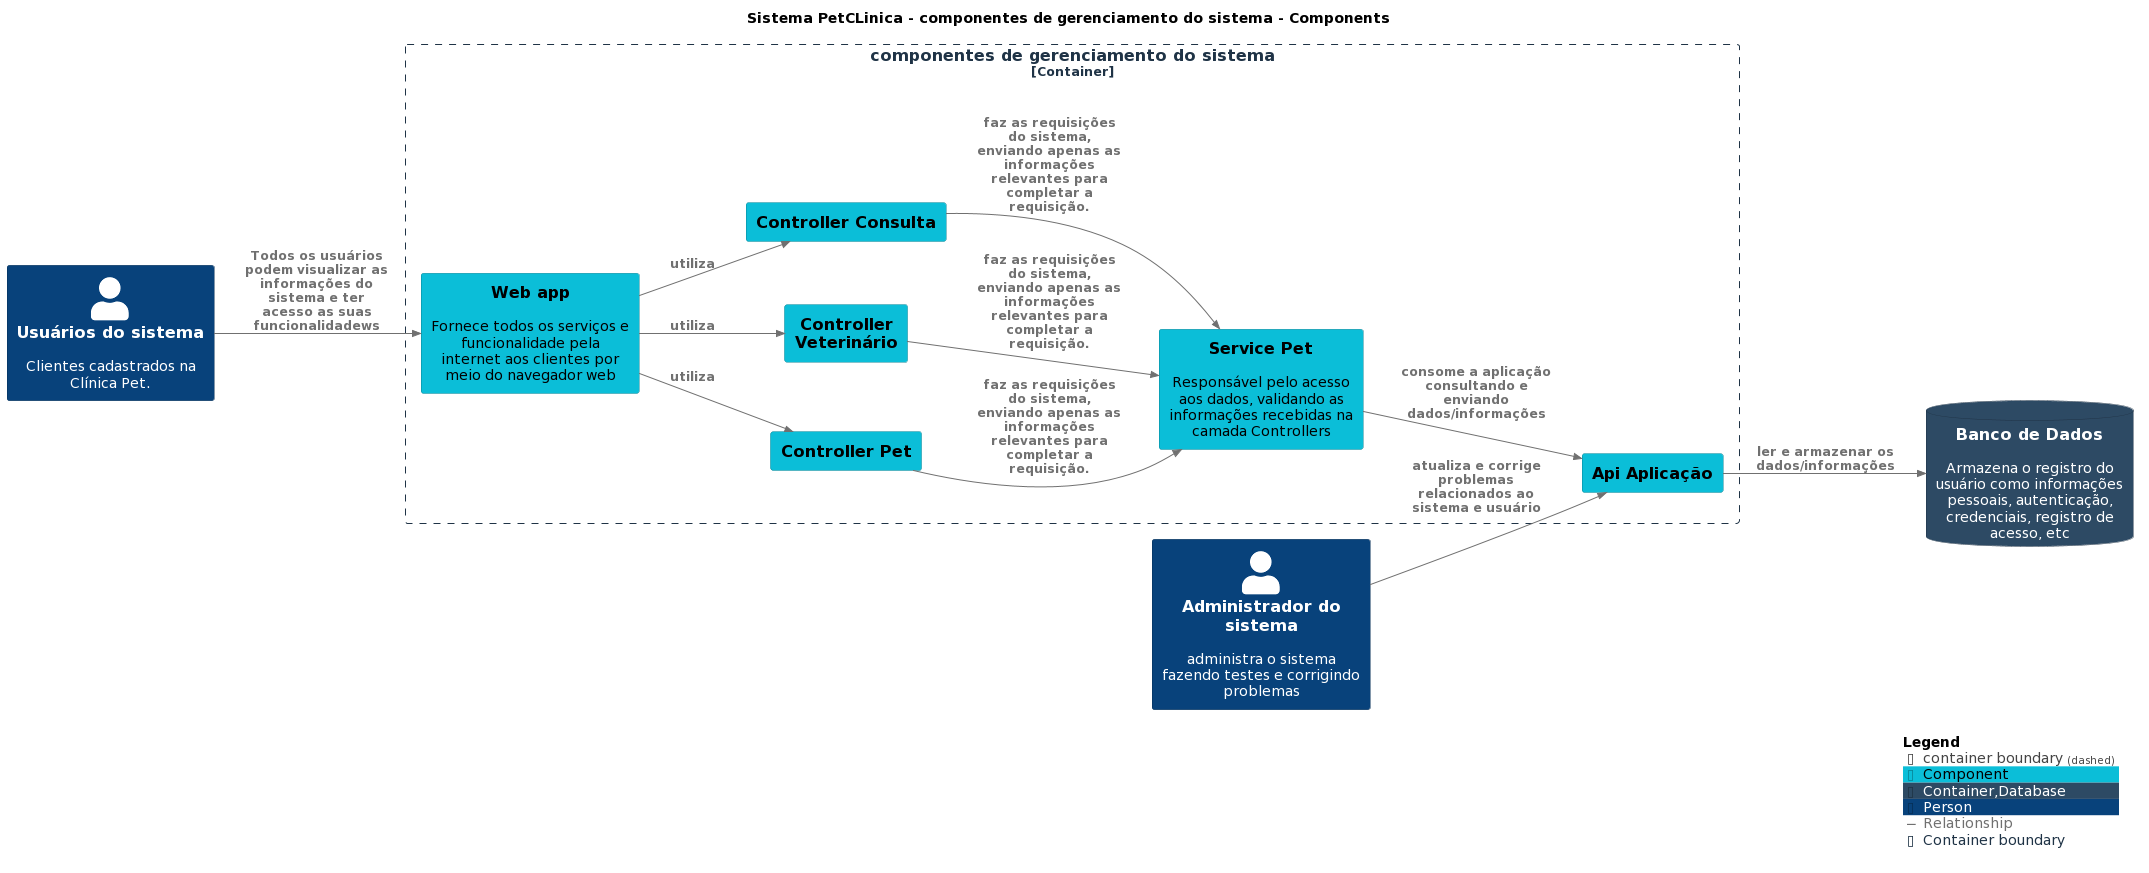 Sistema PetCLinica - componentes de gerenciamento do sistema - Components
componentes de gerenciamento do sistema
[Container]
Usuários do sistema
Clientes cadastrados na
Clínica Pet.
Todos os usuários
podem visualizar as
informações do
sistema e ter
acesso as suas
funcionalidadews
Web app
Fornece todos os serviços e
funcionalidade pela
internet aos clientes por
meio do navegador web
utiliza
utiliza
utiliza
Controller Consulta
Controller
Veterinário
Controller Pet
faz as requisições
do sistema,
enviando apenas as
informações
relevantes para
completar a
requisição.
faz as requisições
do sistema,
enviando apenas as
informações
relevantes para
completar a
requisição.
faz as requisições
do sistema,
enviando apenas as
informações
relevantes para
completar a
requisição.
Service Pet
Responsável pelo acesso
aos dados, validando as
informações recebidas na
camada Controllers
consome a aplicação
consultando e
enviando
dados/informações
atualiza e corrige
problemas
relacionados ao
sistema e usuário
Api Aplicação
Administrador do
sistema
administra o sistema
fazendo testes e corrigindo
problemas
ler e armazenar os
dados/informações
Banco de Dados
Armazena o registro do
usuário como informações
pessoais, autenticação,
credenciais, registro de
acesso, etc
Legend
container boundary (dashed)
Component
Container,Database
Person
Relationship
Container boundary